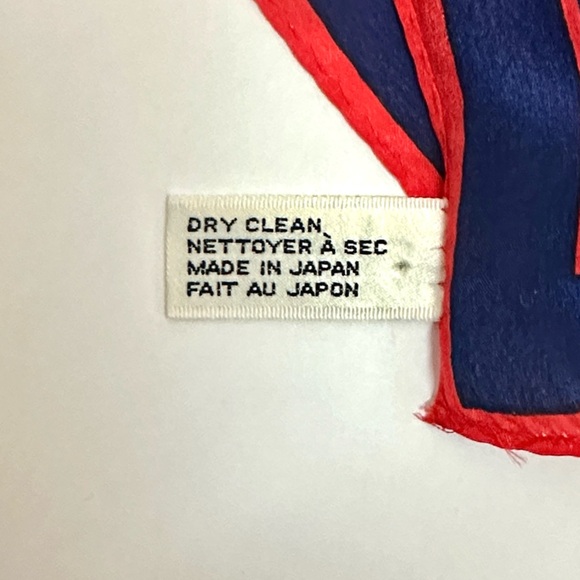 DRY CLEAN
NETTOYER À SEC
MADE IN JAPAN
FAIT AU JAPON